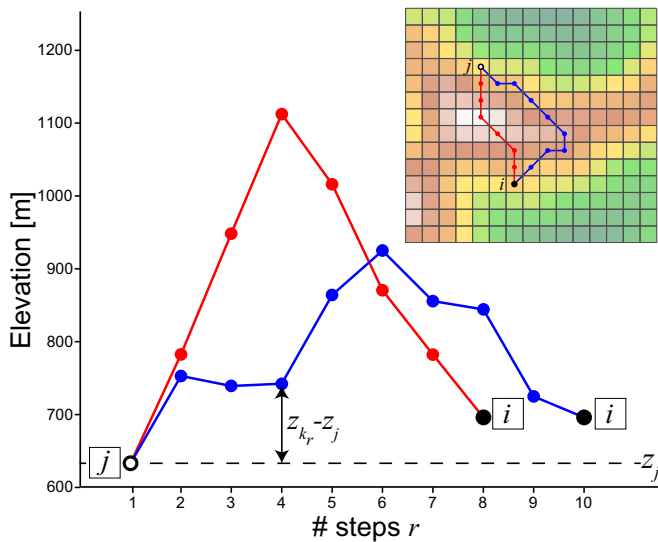 1200
1100
1000
900
800
700
600
Elevation [m]
j
i
j
z_{k_r}-z_j
i
i
-z_j
1 2 3 4 5 6 7 8 9 10
# steps r